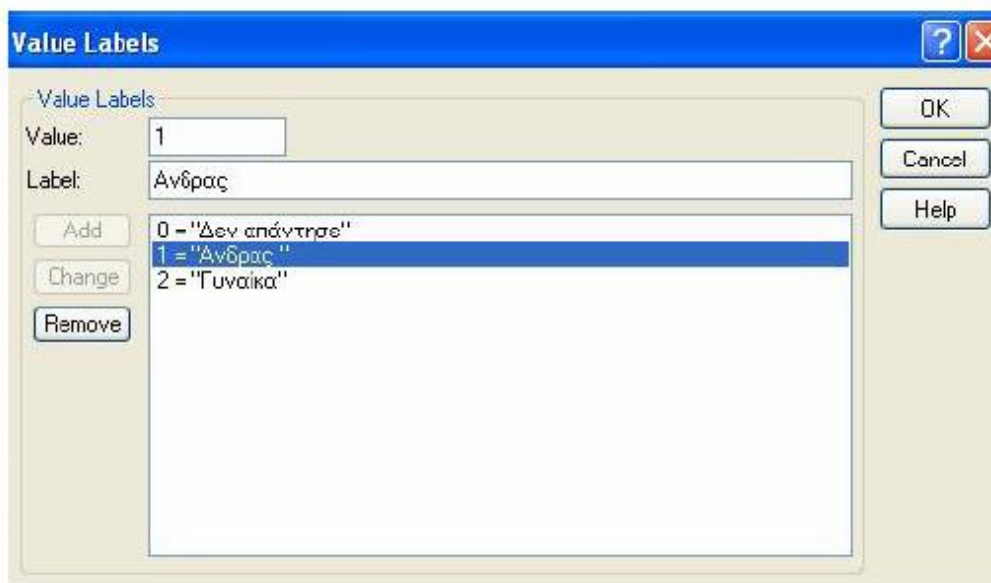 Value Labels
Value Labels
Value: 1
Label: Ανδρας
OK
Cancel
Help
Add
Change
Remove
0 = "Δεν απάντησε"
1 = "Ανδρας "
2 = "Γυναίκα"